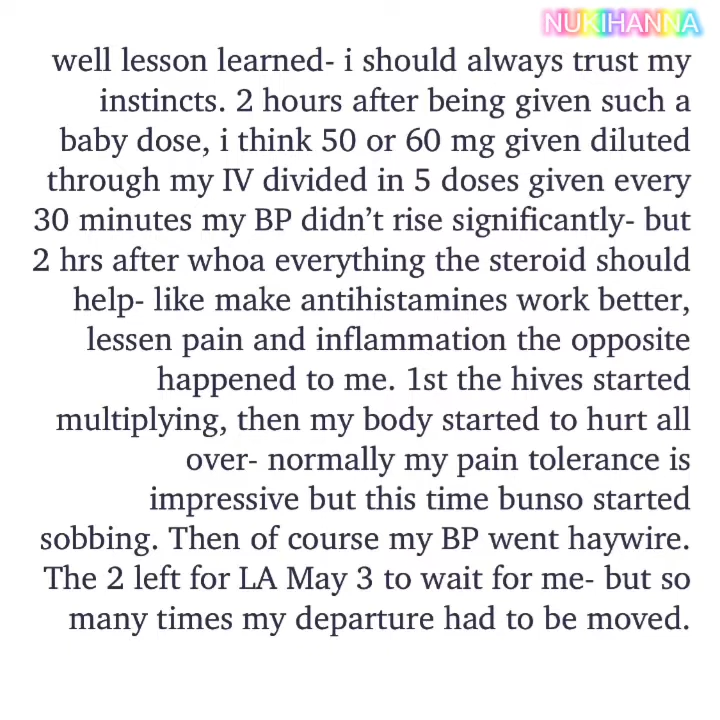 NUKIHANNA
well lesson learned- i should always trust my
instincts. 2 hours after being given such a
baby dose, i think 50 or 60 mg given diluted
through my IV divided in 5 doses given every
30 minutes my BP didn’t rise significantly- but
2 hrs after whoa everything the steroid should
help- like make antihistamines work better,
lessen pain and inflammation the opposite
happened to me. 1st the hives started
multiplying, then my body started to hurt all
over- normally my pain tolerance is
impressive but this time bunso started
sobbing. Then of course my BP went haywire.
The 2 left for LA May 3 to wait for me- but so
many times my departure had to be moved.